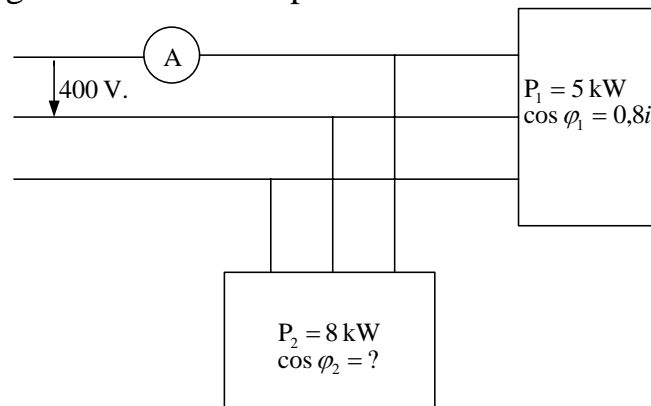 A
400 V.
P₁ = 5 kW
cos φ₁ = 0,8i
P₂ = 8 kW
cos φ₂ = ?